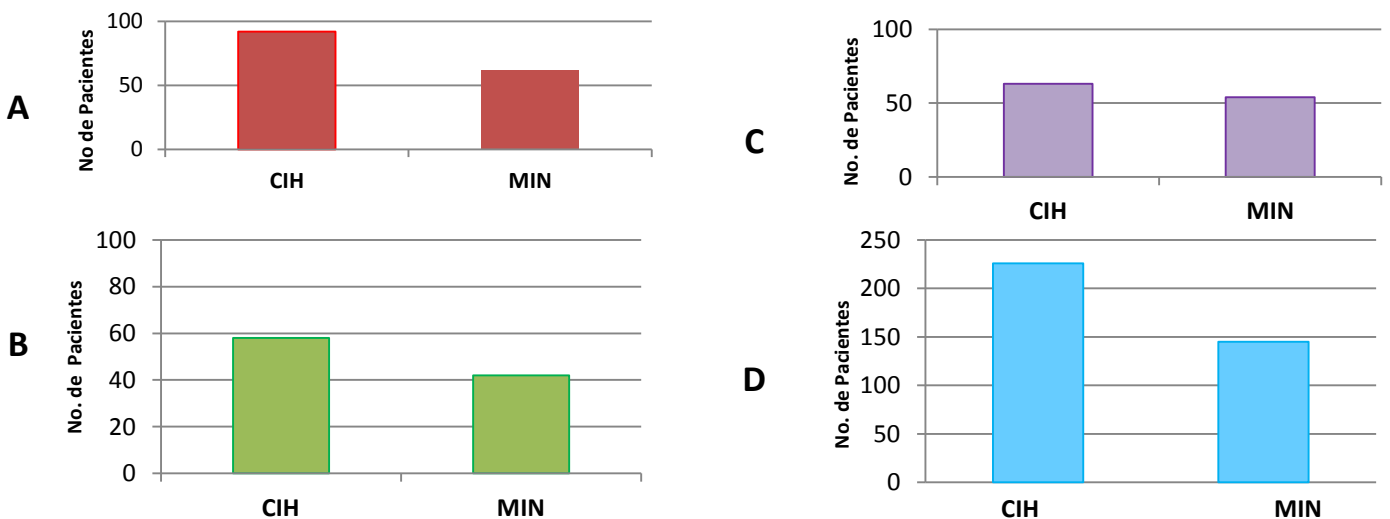 A
No de Pacientes
100
50
0
CIH MIN
B
No. de Pacientes
100
80
60
40
20
0
CIH MIN
C
No. de Pacientes
100
50
0
CIH MIN
D
No. de Pacientes
250
200
150
100
50
0
CIH MIN